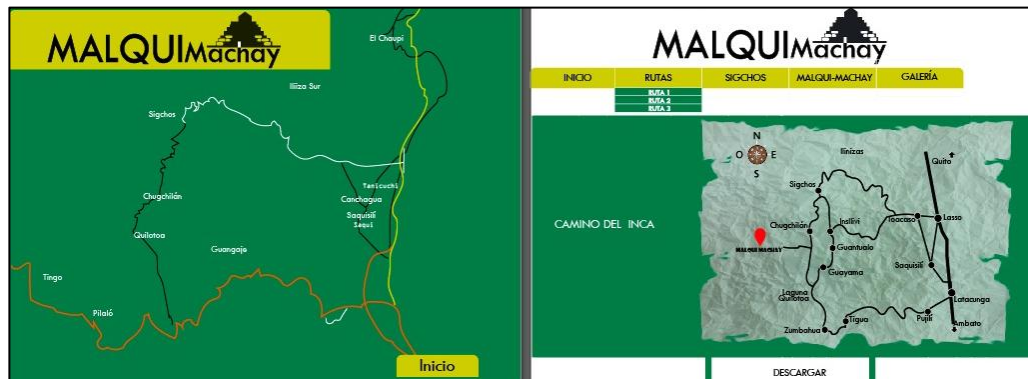 MALQUIMachay
El Chaupi
Iliiza Sur
Sigchos
Tanicuchi
Canchagua
Chugchilán
Saquisilí
Saqui
Quilotoa
Guangaje
Tingo
Pilaló
Inicio
MALQUIMachay
INICIO RUTAS SIGCHOS MALQUI-MACHAY GALERÍA
RUTA 1
RUTA 2
RUTA 3
N
O E
S
Ilinizas
Quito
Sigchos
CAMINO DEL INCA
Chugchilán
Insllivi
Toacaso
Lasso
MALQUI MACHAY
Guantualo
Guayama
Saquisilí
Laguna
Quilotoa
Latacunga
Zumbahua
Tigua
Pujilí
Ambato
DESCARGAR